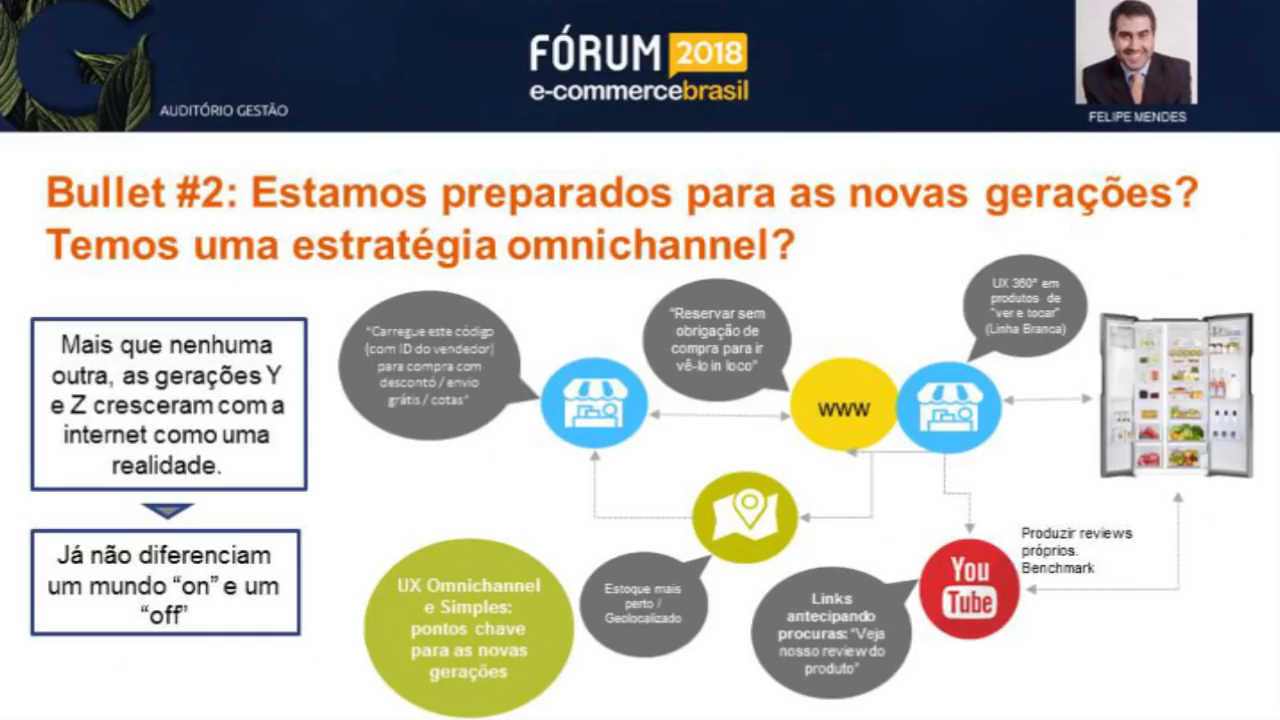 AUDITÓRIO GESTÃO
FÓRUM 2018
e-commercebrasil
FELIPE MENDES
Bullet #2: Estamos preparados para as novas gerações?
Temos uma estratégia omnichannel?
Mais que nenhuma
outra, as gerações Y
e Z cresceram com a
internet como uma
realidade.
Já não diferenciam
um mundo “on” e um
“off”
“Carregue este código
(com ID do vendedor)
para compra com
descontó / envio
grátis / cotas”
“Reservar sem
obrigação de
compra para ir
vê-lo in loco”
UX 360° em
produtos de
“ver e tocar”
(Linha Branca)
www
UX Omnichannel
e Simples:
pontos chave
para as novas
gerações
Estoque mais
perto /
Geolocalizado
Links
antecipando
procuras: “Veja
nosso review do
produto”
You
Tube
Produzir reviews
próprios.
Benchmark